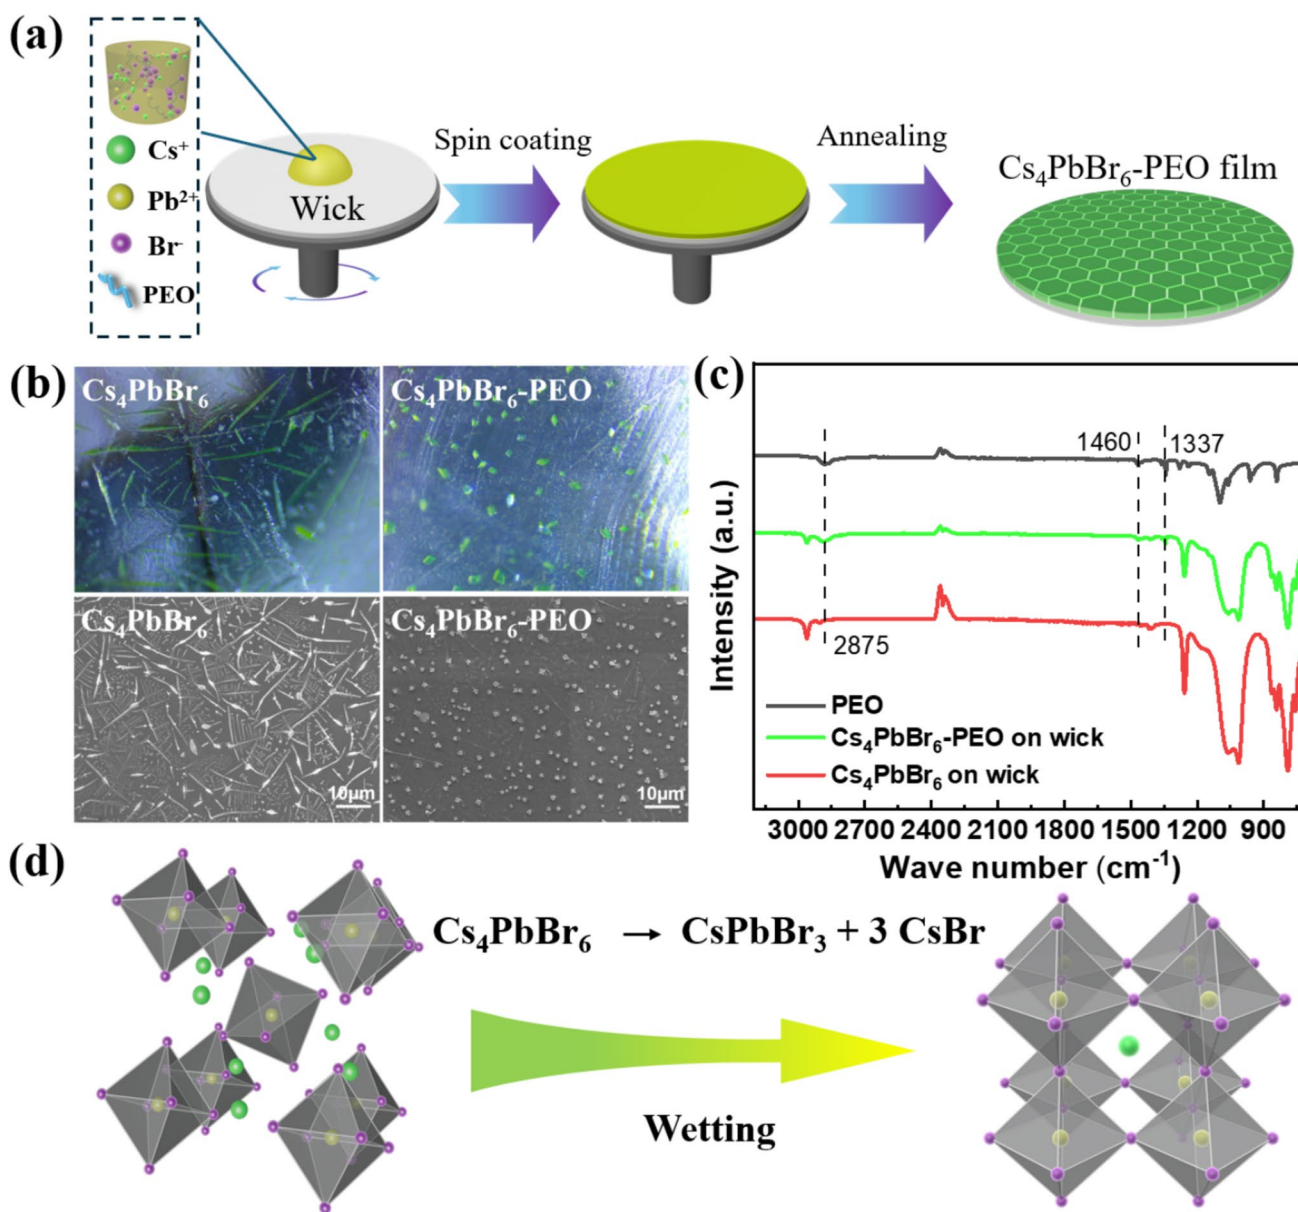 (a)
Cs⁺
Pb²⁺
Br⁻
PEO
Wick
Spin coating
Annealing
Cs₄PbBr₆-PEO film
(b)
Cs₄PbBr₆
Cs₄PbBr₆-PEO
Cs₄PbBr₆
10μm
Cs₄PbBr₆-PEO
10μm
(c)
1460
1337
2875
PEO
Cs₄PbBr₆-PEO on wick
Cs₄PbBr₆ on wick
Intensity (a.u.)
3000 2700 2400 2100 1800 1500 1200 900
Wave number (cm⁻¹)
(d)
Cs₄PbBr₆ → CsPbBr₃ + 3 CsBr
Wetting